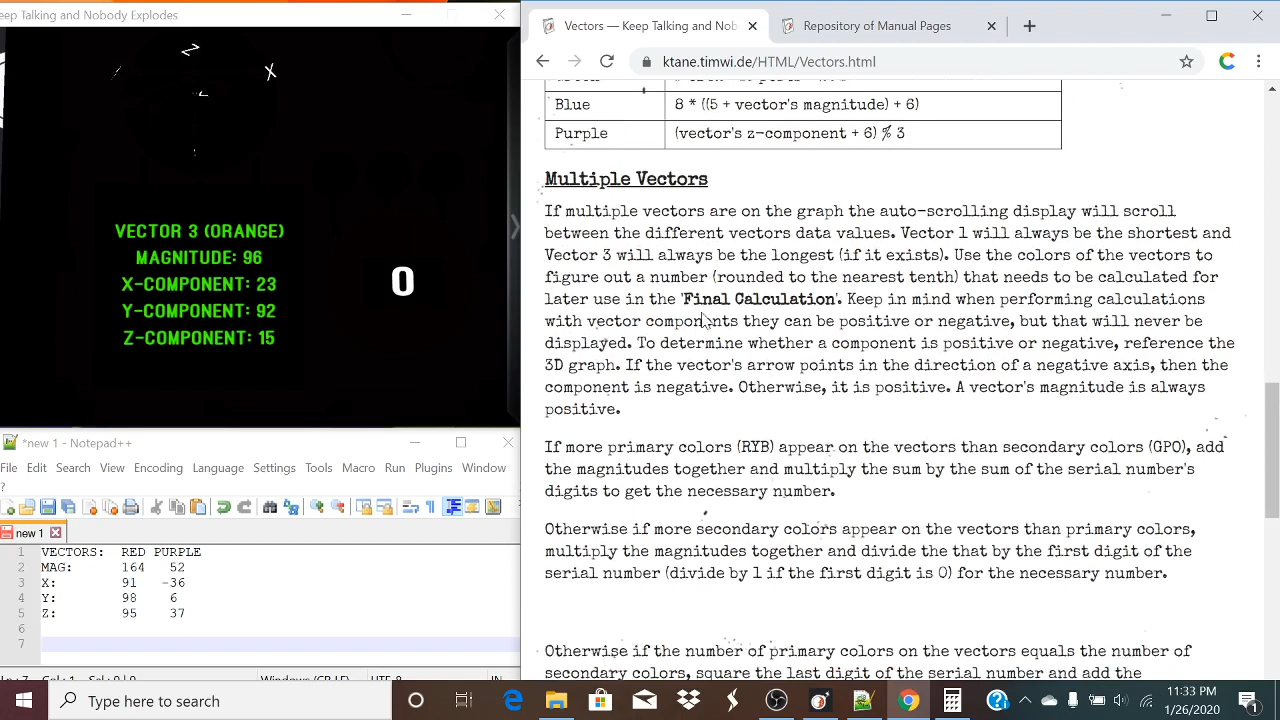 eep Talking and Nobody Explodes
Z
X
VECTOR 3 (ORANGE)
MAGNITUDE: 96
X-COMPONENT: 23
Y-COMPONENT: 92
Z-COMPONENT: 15
0
*new 1 - Notepad++
File Edit Search View Encoding Language Settings Tools Macro Run Plugins Window
?
new 1
1 VECTORS: RED PURPLE
2 MAG: 164 52
3 X: 91 -36
4 Y: 98 6
5 Z: 95 37
6
7
Vectors — Keep Talking and Nob
Repository of Manual Pages
ktane.timwi.de/HTML/Vectors.html
Blue 8 * ((5 + vector's magnitude) + 6)
Purple (vector's z-component + 6) % 3
Multiple Vectors
If multiple vectors are on the graph the auto-scrolling display will scroll
between the different vectors data values. Vector 1 will always be the shortest and
Vector 3 will always be the longest (if it exists). Use the colors of the vectors to
figure out a number (rounded to the nearest tenth) that needs to be calculated for
later use in the 'Final Calculation'. Keep in mind when performing calculations
with vector components they can be positive or negative, but that will never be
displayed. To determine whether a component is positive or negative, reference the
3D graph. If the vector's arrow points in the direction of a negative axis, then the
component is negative. Otherwise, it is positive. A vector's magnitude is always
positive.
If more primary colors (RYB) appear on the vectors than secondary colors (GPO), add
the magnitudes together and multiply the sum by the sum of the serial number's
digits to get the necessary number.
Otherwise if more secondary colors appear on the vectors than primary colors,
multiply the magnitudes together and divide the that by the first digit of the
serial number (divide by 1 if the first digit is 0) for the necessary number.
Otherwise if the number of primary colors on the vectors equals the number of
secondary colors, square the last digit of the serial number and add the
Type here to search
11:33 PM
1/26/2020